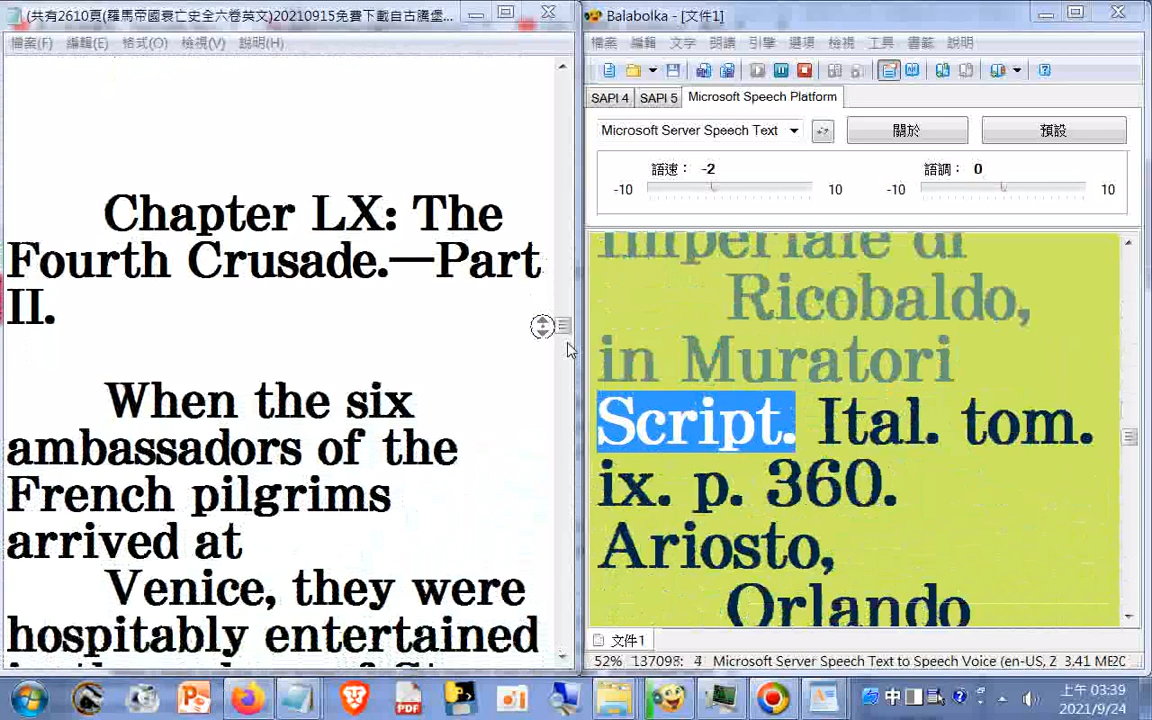 (共有2610頁(羅馬帝國衰亡史全六卷英文)20210915免費下載自古騰堡...
檔案(F) 編輯(E) 格式(O) 檢視(V) 說明(H)
Chapter LX: The
Fourth Crusade.—Part
II.
When the six
ambassadors of the
French pilgrims
arrived at
Venice, they were
hospitably entertained
Balabolka - [文件1]
檔案 編輯 文字 朗讀 引擎 選項 檢視 工具 書籤 說明
SAPI 4 SAPI 5 Microsoft Speech Platform
Microsoft Server Speech Text 關於 預設
語速： -2 語調： 0
-10 10 -10 10
Imperiale di
Ricobaldo,
in Muratori
Script. Ital. tom.
ix. p. 360.
Ariosto,
Orlando
文件1
52% 137098: 4 Microsoft Server Speech Text to Speech Voice (en-US, Z 3,41 ME20
PDF
中
上午 03:39
2021/9/24